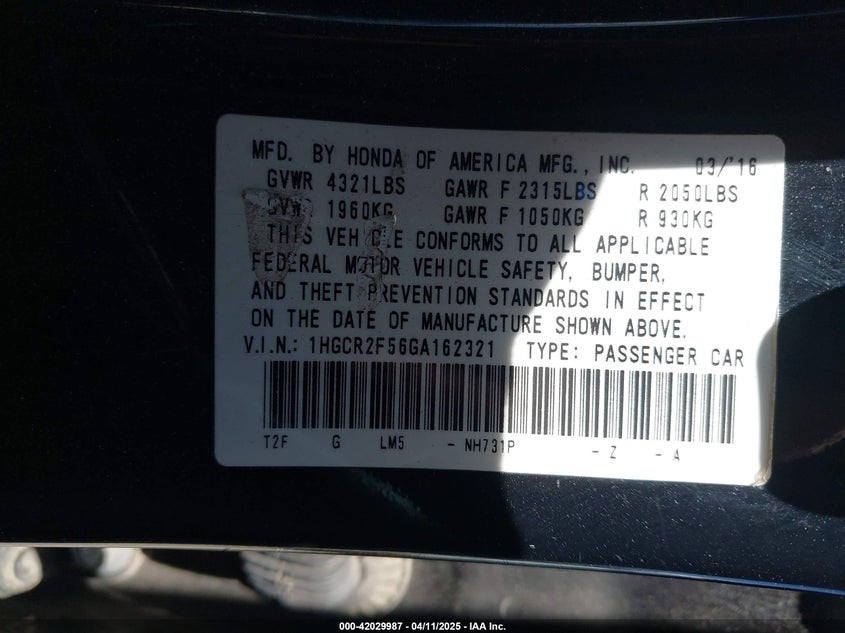 MFD. BY HONDA OF AMERICA MFG., INC. 03/'16
GVWR 4321LBS GAWR F 2315LBS R 2050LBS
GVWR 1960KG GAWR F 1050KG R 930KG
THIS VEHICLE CONFORMS TO ALL APPLICABLE
FEDERAL MOTOR VEHICLE SAFETY, BUMPER,
AND THEFT PREVENTION STANDARDS IN EFFECT
ON THE DATE OF MANUFACTURE SHOWN ABOVE.
V.I.N.: 1HGCR2F56GA162321 TYPE: PASSENGER CAR
T2F G LM5 - NH731P - Z - A
000-42029987 - 04/11/2025 - IAA Inc.